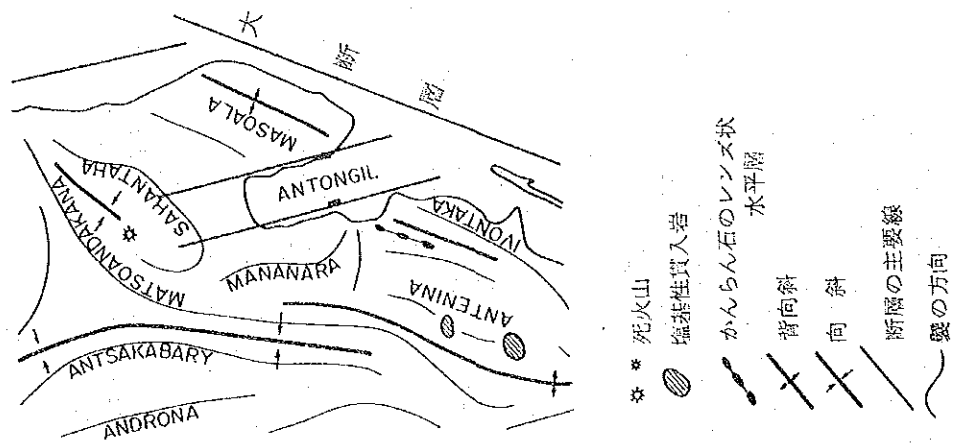 大断層
MASOALA
SAHANTAHA
MATSOANDAKANA
ANTONGIL
IVONTAKA
MANANARA
ANTENINA
ANTSAKABARY
ANDRONA
死火山
塩基性貫入岩
かんらん石のレンズ状
水平層
背向斜
向斜
断層の主要線
襞の方向